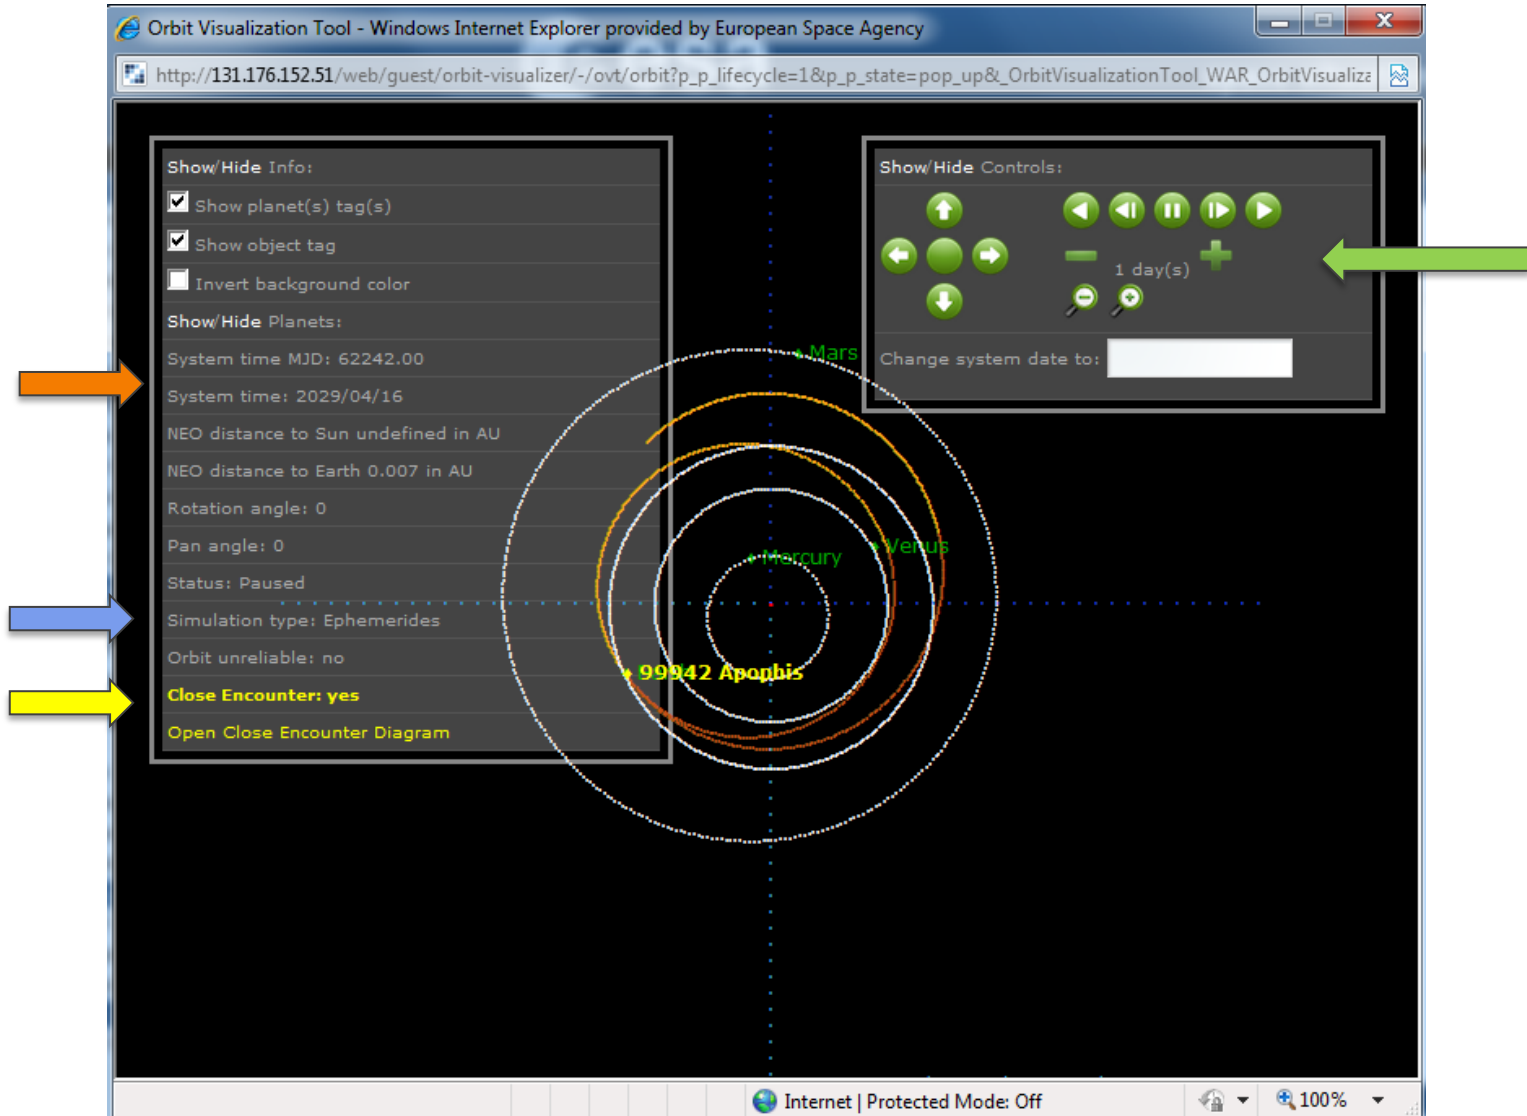 Orbit Visualization Tool - Windows Internet Explorer provided by European Space Agency
http://131.176.152.51/web/guest/orbit-visualizer/-/ovt/orbit?p_p_lifecycle=1&p_p_state=pop_up&_OrbitVisualizationTool_WAR_OrbitVisualiza
Show/Hide Info:
Show planet(s) tag(s)
Show object tag
Invert background color
Show/Hide Planets:
System time MJD: 62242.00
System time: 2029/04/16
NEO distance to Sun undefined in AU
NEO distance to Earth 0.007 in AU
Rotation angle: 0
Pan angle: 0
Status: Paused
Simulation type: Ephemerides
Orbit unreliable: no
Close Encounter: yes
Open Close Encounter Diagram
Show/Hide Controls:
1 day(s)
Change system date to:
Mars
Venus
Mercury
99942 Apophis
Internet | Protected Mode: Off
100%